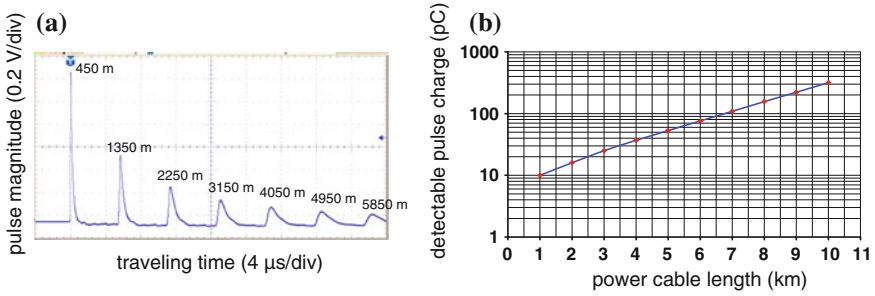 (a)
pulse magnitude (0.2 V/div)
450 m
1350 m
2250 m
3150 m
4050 m
4950 m
5850 m
traveling time (4 µs/div)
(b)
detectable pulse charge (pC)
1000
100
10
1
0 1 2 3 4 5 6 7 8 9 10 11
power cable length (km)